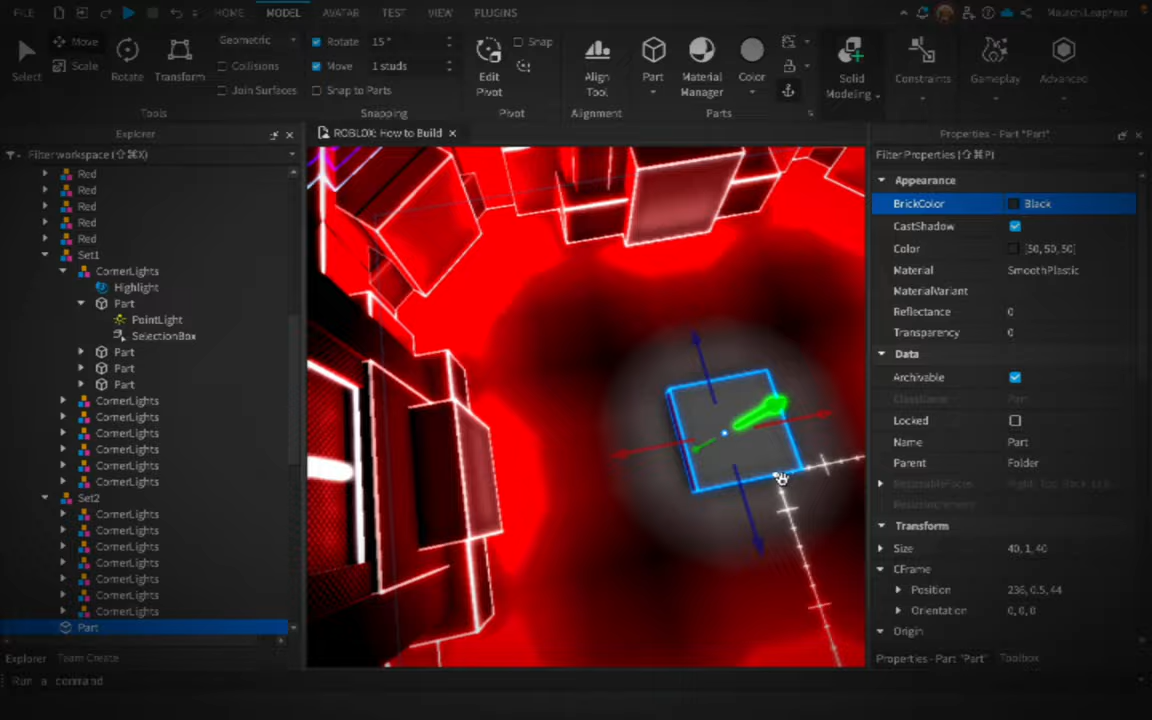 FILE HOME MODEL AVATAR TEST VIEW PLUGINS
Select
Move
Scale
Rotate
Transform
Geometric
Collisions
Join Surfaces
Tools
Rotate 15°
Move 1 studs
Snap to Parts
Snapping
Edit
Pivot
Snap
Pivot
Align
Tool
Alignment
Part
Material
Manager
Color
Parts
Solid
Modeling
Constraints
Gameplay
Advanced
Explorer
Filter workspace (⇧⌘X)
Red
Red
Red
Red
Red
Set1
CornerLights
Highlight
Part
PointLight
SelectionBox
Part
Part
Part
CornerLights
CornerLights
CornerLights
CornerLights
CornerLights
CornerLights
Set2
CornerLights
CornerLights
CornerLights
CornerLights
CornerLights
CornerLights
CornerLights
Part
Explorer Team Create
Run a command
ROBLOX: How to Build
Properties - Part "Part"
Filter Properties (⇧⌘P)
Appearance
BrickColor Black
CastShadow
Color [50, 50, 50]
Material SmoothPlastic
MaterialVariant
Reflectance 0
Transparency 0
Data
Archivable
ClassName Part
Locked
Name Part
Parent Folder
Transform
Size 40, 1, 40
CFrame
Position 236, 0.5, 44
Orientation 0, 0, 0
Origin
Properties - Part "Part" Toolbox